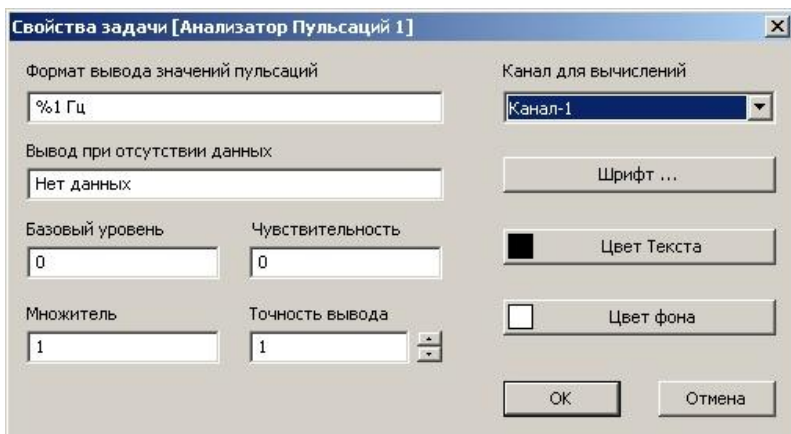 Свойства задачи [Анализатор Пульсаций 1]
Формат вывода значений пульсаций
%1 Гц
Вывод при отсутствии данных
Нет данных
Базовый уровень
0
Чувствительность
0
Множитель
1
Точность вывода
1
Канал для вычислений
Канал-1
Шрифт ...
Цвет Текста
Цвет фона
ОК
Отмена